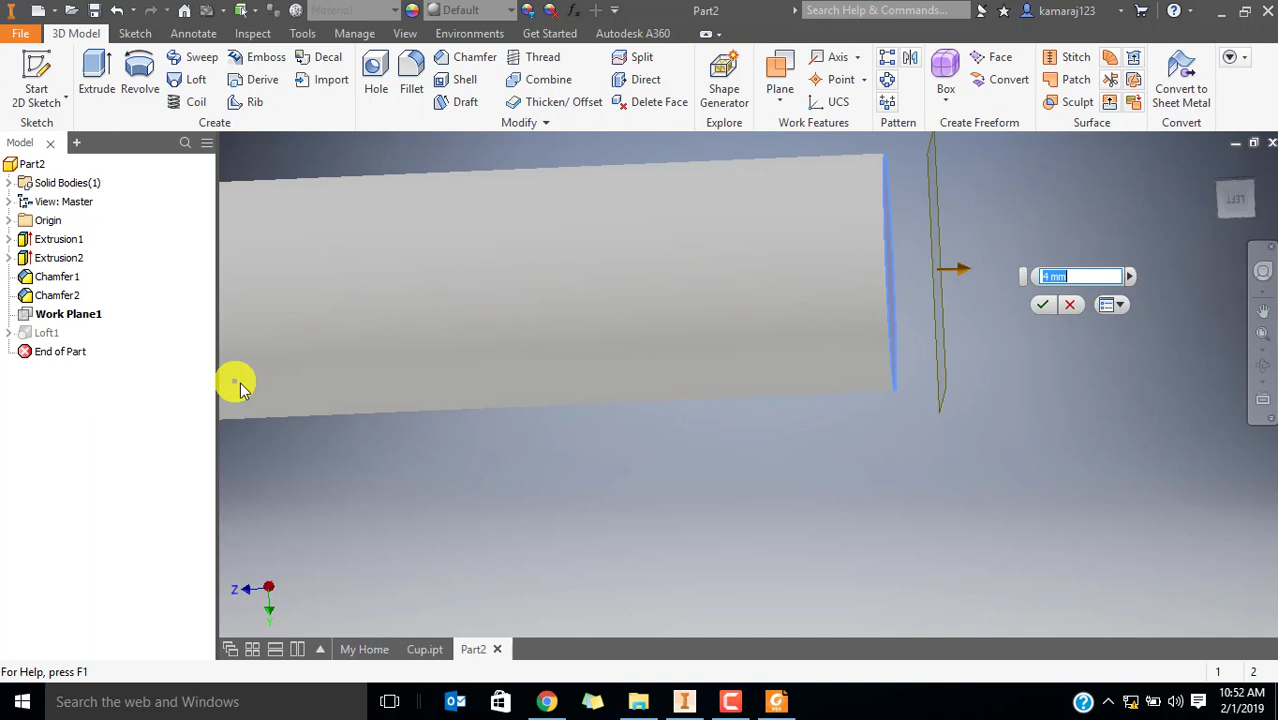 Material
Default
Part2
Search Help & Commands...
kamaraj123
File
3D Model
Sketch
Annotate
Inspect
Tools
Manage
View
Environments
Get Started
Autodesk A360
Start
2D Sketch
Extrude
Revolve
Sweep
Emboss
Decal
Loft
Derive
Import
Coil
Rib
Hole
Fillet
Chamfer
Thread
Split
Shell
Combine
Direct
Draft
Thicken/ Offset
Delete Face
Shape
Generator
Plane
Axis
Point
UCS
Box
Face
Convert
Stitch
Patch
Sculpt
Convert to
Sheet Metal
Sketch
Create
Modify
Explore
Work Features
Pattern
Create Freeform
Surface
Convert
Model
Part2
Solid Bodies(1)
View: Master
Origin
Extrusion1
Extrusion2
Chamfer1
Chamfer2
Work Plane1
Loft1
End of Part
LEFT
4 mm
Z
Y
My Home
Cup.ipt
Part2
For Help, press F1
1
2
Search the web and Windows
10:52 AM
2/1/2019